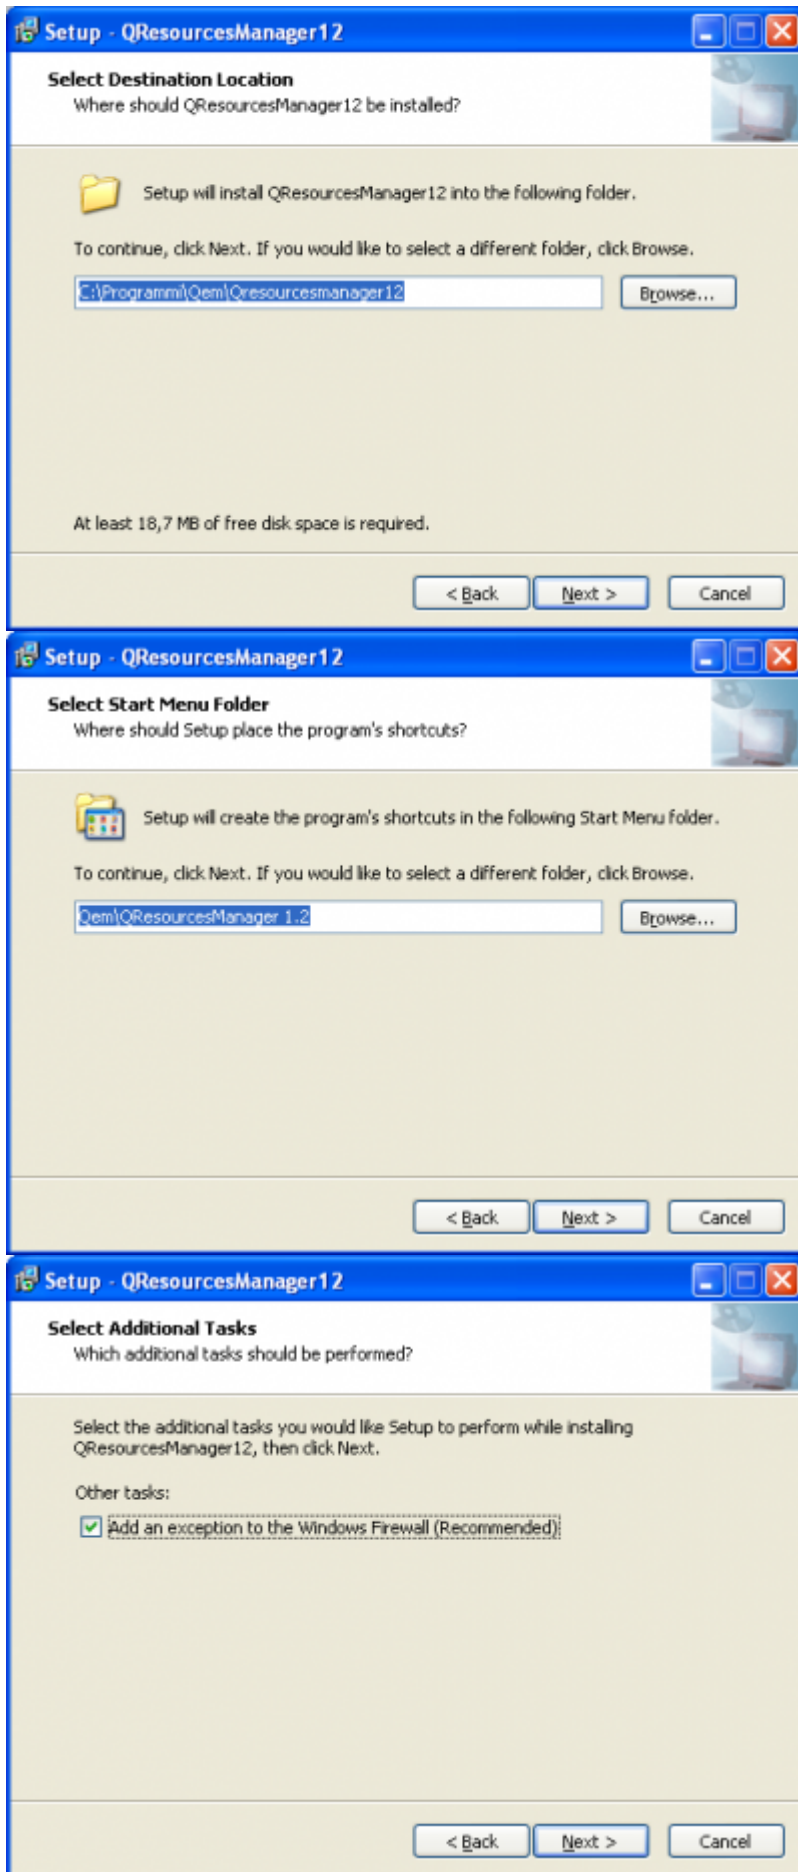 Setup - QResourcesManager12
Select Destination Location
Where should QResourcesManager12 be installed?
Setup will install QResourcesManager12 into the following folder.
To continue, click Next. If you would like to select a different folder, click Browse.
C:\Programmi\Qem\Qresourcesmanager12
Browse...
At least 18,7 MB of free disk space is required.
< Back
Next >
Cancel
Setup - QResourcesManager12
Select Start Menu Folder
Where should Setup place the program's shortcuts?
Setup will create the program's shortcuts in the following Start Menu folder.
To continue, click Next. If you would like to select a different folder, click Browse.
Qem\QResourcesManager 1.2
Browse...
< Back
Next >
Cancel
Setup - QResourcesManager12
Select Additional Tasks
Which additional tasks should be performed?
Select the additional tasks you would like Setup to perform while installing
QResourcesManager12, then click Next.
Other tasks:
Add an exception to the Windows Firewall (Recommended)
< Back
Next >
Cancel